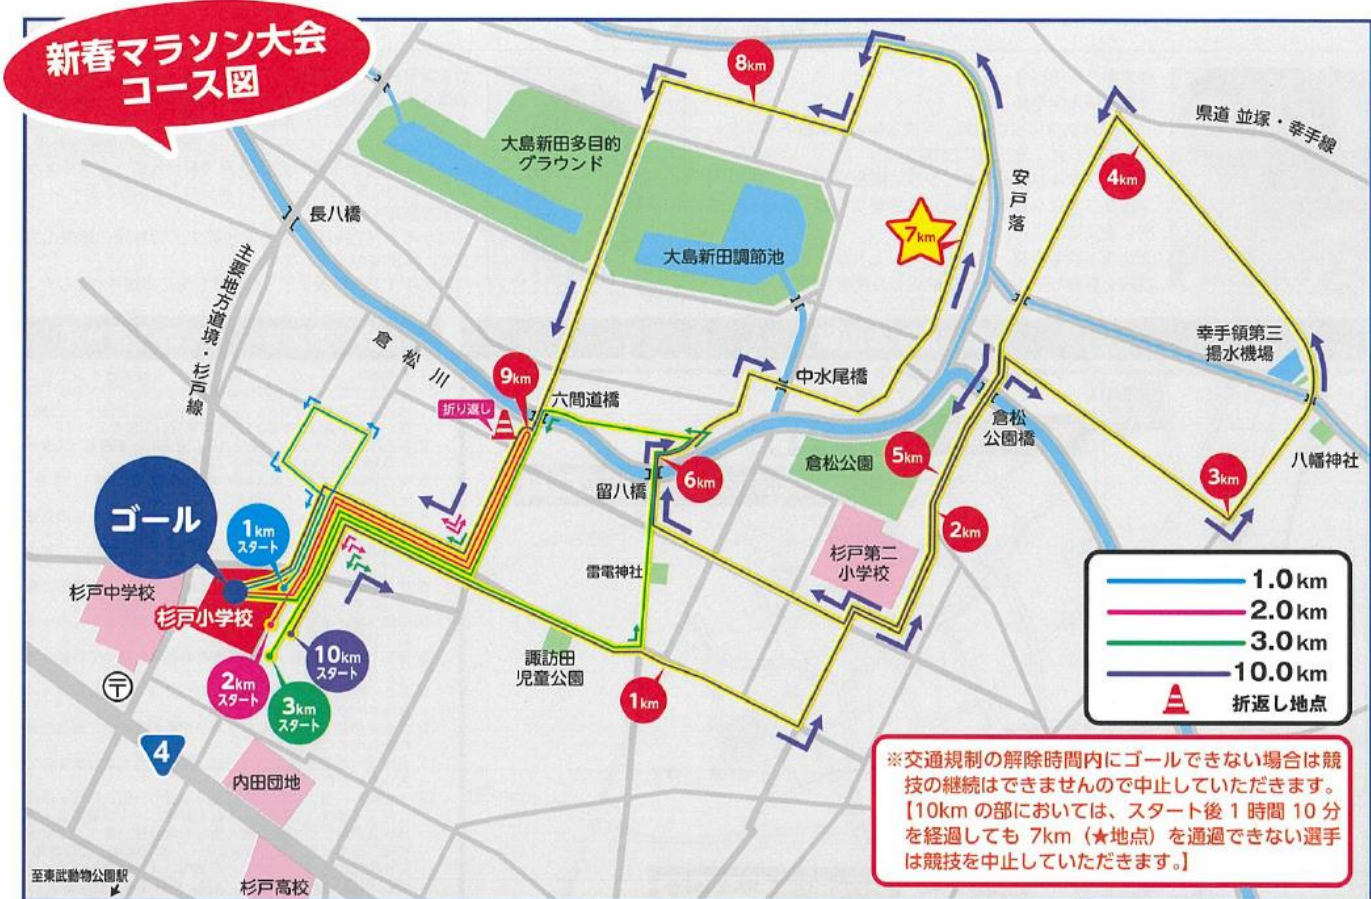 新春マラソン大会
コース図
8km
県道 並塚・幸手線
大島新田多目的
グラウンド
4km
安戸落
長八橋
7km
大島新田調節池
主要地方道境・杉戸線
倉松川
幸手領第三
揚水機場
9km
中水尾橋
折り返し
六間道橋
倉松
公園橋
倉松公園
5km
八幡神社
6km
3km
留八橋
ゴール
1km
スタート
2km
杉戸第二
小学校
雷電神社
杉戸中学校
杉戸小学校
10km
スタート
諏訪田
児童公園
2km
スタート
3km
スタート
1km
〒
4
内田団地
至東武動物公園駅
杉戸高校
1.0km
2.0km
3.0km
10.0km
折返し地点
※交通規制の解除時間内にゴールできない場合は競
技の継続はできませんので中止していただきます。
【10km の部においては、スタート後 1 時間 10 分
を経過しても 7km（★地点）を通過できない選手
は競技を中止していただきます。】